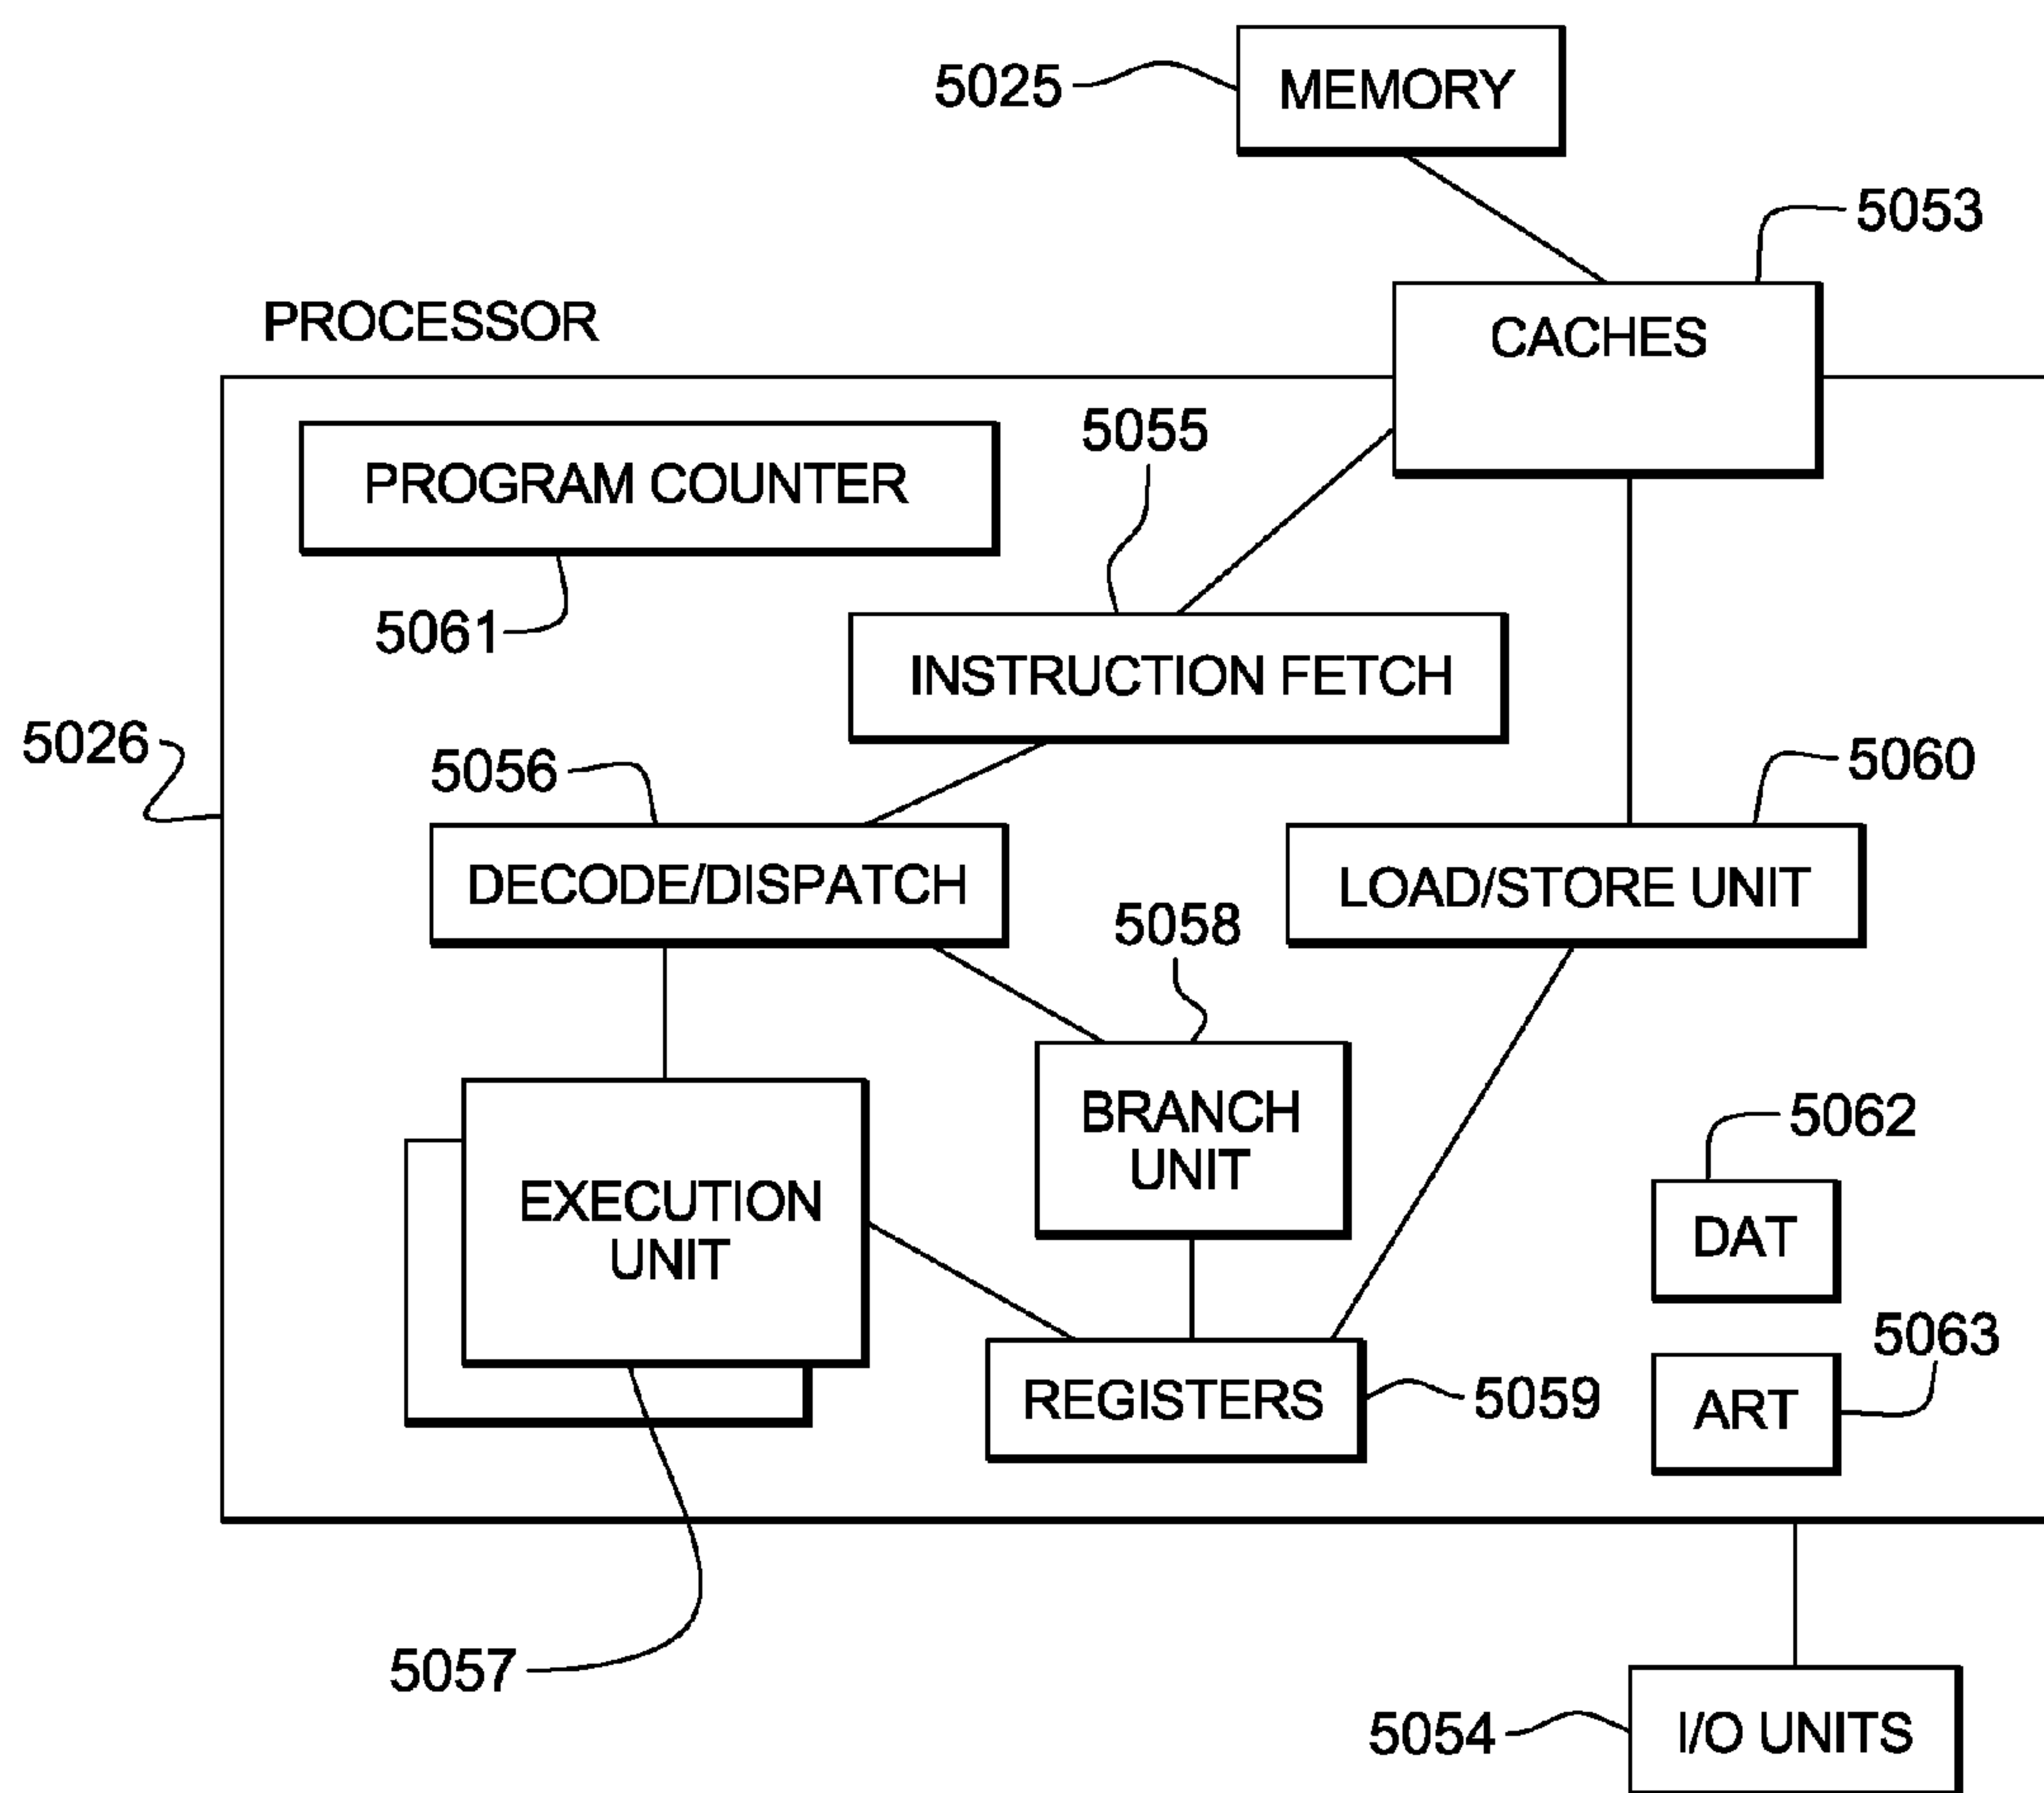 MEMORY
5025
5053
CACHES
PROCESSOR
5055
PROGRAM COUNTER
5061
INSTRUCTION FETCH
5026
5056
5060
DECODE/DISPATCH
LOAD/STORE UNIT
5058
BRANCH
UNIT
5062
EXECUTION
UNIT
DAT
5063
REGISTERS
5059
ART
5057
5054
I/O UNITS